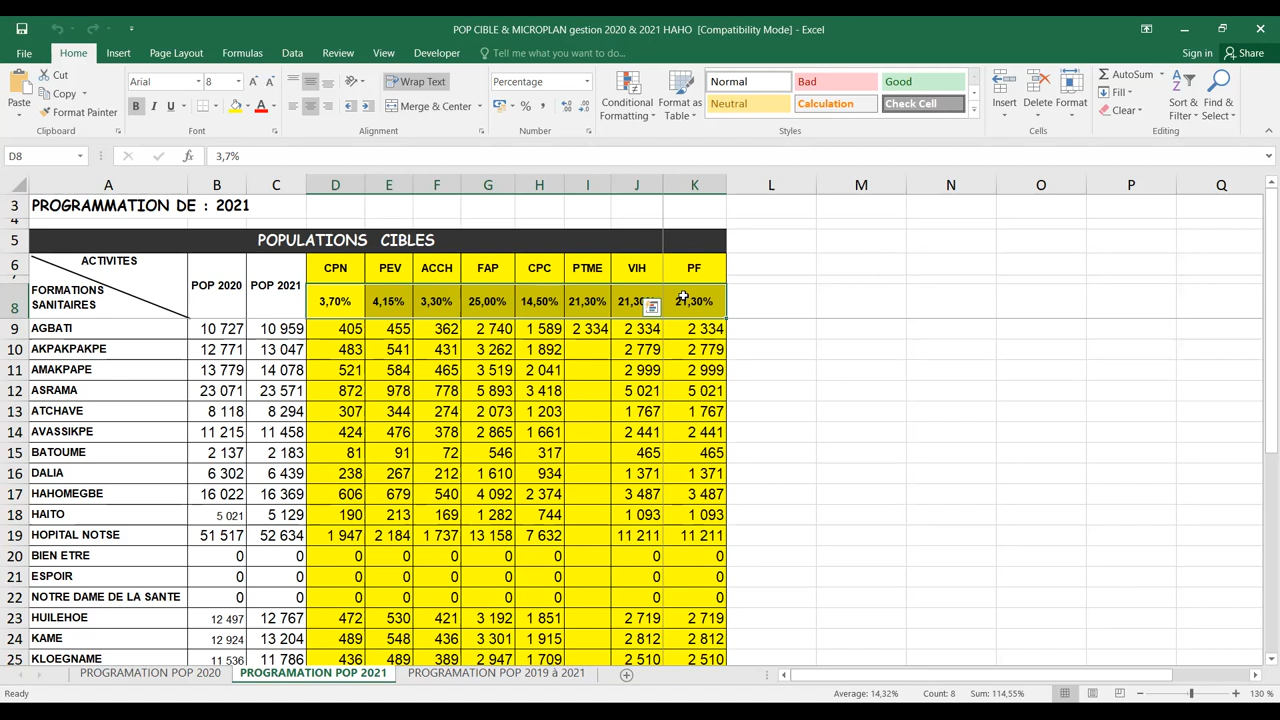 POP CIBLE & MICROPLAN gestion 2020 & 2021 HAHO [Compatibility Mode] - Excel
File Home Insert Page Layout Formulas Data Review View Developer Tell me what you want to do... Sign in Share
Paste Cut Copy Format Painter Clipboard
Arial 8 B I U Font
Wrap Text Merge & Center Alignment
Percentage % Number
Conditional Formatting Format as Table
Normal Bad Good
Neutral Calculation Check Cell
Styles
Insert Delete Format Cells
AutoSum Fill Clear Sort & Filter Find & Select Editing
D8 fx 3,7%
A B C D E F G H I J K L M N O P Q
3 PROGRAMMATION DE : 2021
4
5 POPULATIONS CIBLES
6 ACTIVITES POP 2020 POP 2021 CPN PEV ACCH FAP CPC PTME VIH PF
8 FORMATIONS SANITAIRES 3,70% 4,15% 3,30% 25,00% 14,50% 21,30% 21,30 21,30%
9 AGBATI 10 727 10 959 405 455 362 2 740 1 589 2 334 2 334 2 334
10 AKPAKPAKPE 12 771 13 047 483 541 431 3 262 1 892 2 779 2 779
11 AMAKPAPE 13 779 14 078 521 584 465 3 519 2 041 2 999 2 999
12 ASRAMA 23 071 23 571 872 978 778 5 893 3 418 5 021 5 021
13 ATCHAVE 8 118 8 294 307 344 274 2 073 1 203 1 767 1 767
14 AVASSIKPE 11 215 11 458 424 476 378 2 865 1 661 2 441 2 441
15 BATOUME 2 137 2 183 81 91 72 546 317 465 465
16 DALIA 6 302 6 439 238 267 212 1 610 934 1 371 1 371
17 HAHOMEGBE 16 022 16 369 606 679 540 4 092 2 374 3 487 3 487
18 HAITO 5 021 5 129 190 213 169 1 282 744 1 093 1 093
19 HOPITAL NOTSE 51 517 52 634 1 947 2 184 1 737 13 158 7 632 11 211 11 211
20 BIEN ETRE 0 0 0 0 0 0 0 0 0
21 ESPOIR 0 0 0 0 0 0 0 0 0
22 NOTRE DAME DE LA SANTE 0 0 0 0 0 0 0 0 0
23 HUILEHOE 12 497 12 767 472 530 421 3 192 1 851 2 719 2 719
24 KAME 12 924 13 204 489 548 436 3 301 1 915 2 812 2 812
25 KLOEGNAME 11 536 11 786 436 489 389 2 947 1 709 2 510 2 510
PROGRAMATION POP 2020 PROGRAMATION POP 2021 PROGRAMATION POP 2019 à 2021
Ready Average: 14,32% Count: 8 Sum: 114,55% 130 %